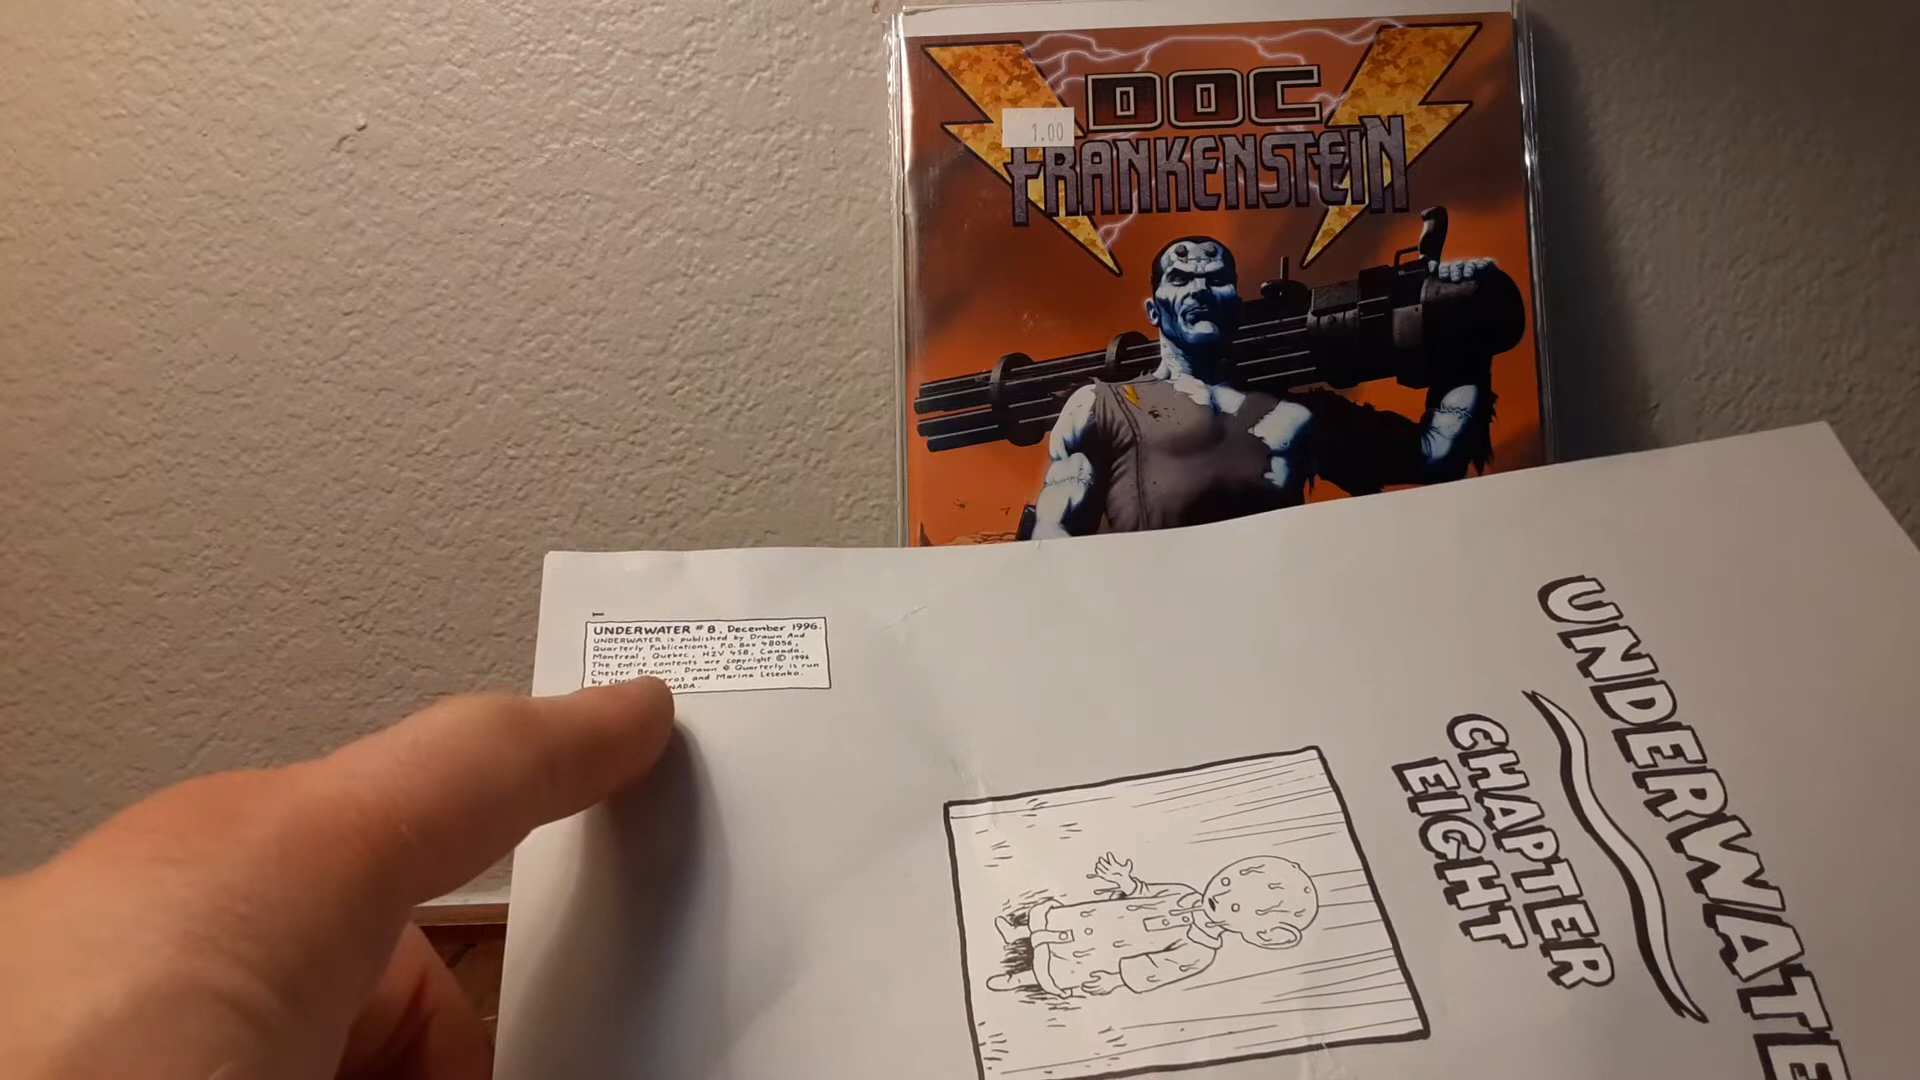 DOC
1.00
FRANKENSTEIN
1
UNDERWATER #8, December 1996.
UNDERWATER is published by Drawn And
Quarterly Publications, P.O. Box 48056,
Montreal, Quebec, H2V 4S8, Canada.
The entire contents are copyright © 1996
Chester Brown. Drawn & Quarterly is run
by and Marina Lesenko.
UNDERWATE
CHAPTER
EIGHT